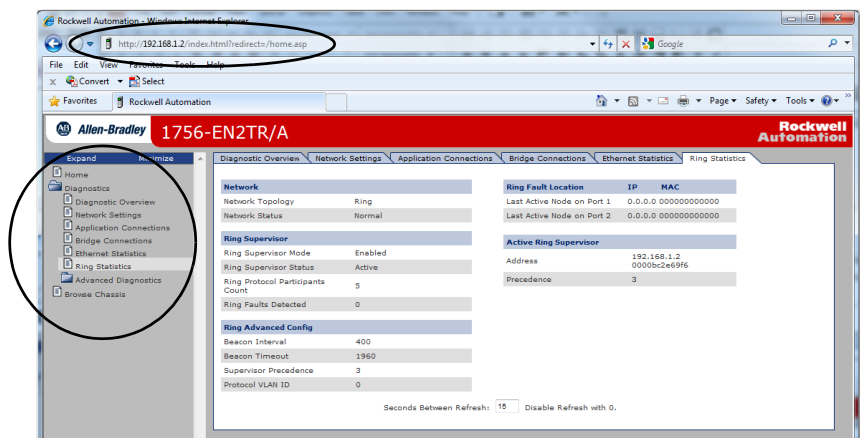 Rockwell Automation - Windows Internet Explorer
http://192.168.1.2/index.html?redirect=/home.asp
Google
File Edit View Favorites Tools Help
x Convert Select
Favorites Rockwell Automation
Page Safety Tools »
AB Allen-Bradley 1756-EN2TR/A
Rockwell
Automation
Expand Minimize
Home
Diagnostics
Diagnostic Overview
Network Settings
Application Connections
Bridge Connections
Ethernet Statistics
Ring Statistics
Advanced Diagnostics
Browse Chassis
Diagnostic Overview Network Settings Application Connections Bridge Connections Ethernet Statistics Ring Statistics
Network
Network Topology Ring
Network Status Normal
Ring Supervisor
Ring Supervisor Mode Enabled
Ring Supervisor Status Active
Ring Protocol Participants
Count 5
Ring Faults Detected 0
Ring Advanced Config
Beacon Interval 400
Beacon Timeout 1960
Supervisor Precedence 3
Protocol VLAN ID 0
Ring Fault Location IP MAC
Last Active Node on Port 1 0.0.0.0 000000000000
Last Active Node on Port 2 0.0.0.0 000000000000
Active Ring Supervisor
Address 192.168.1.2
0000bc2e69f6
Precedence 3
Seconds Between Refresh: 15 Disable Refresh with 0.